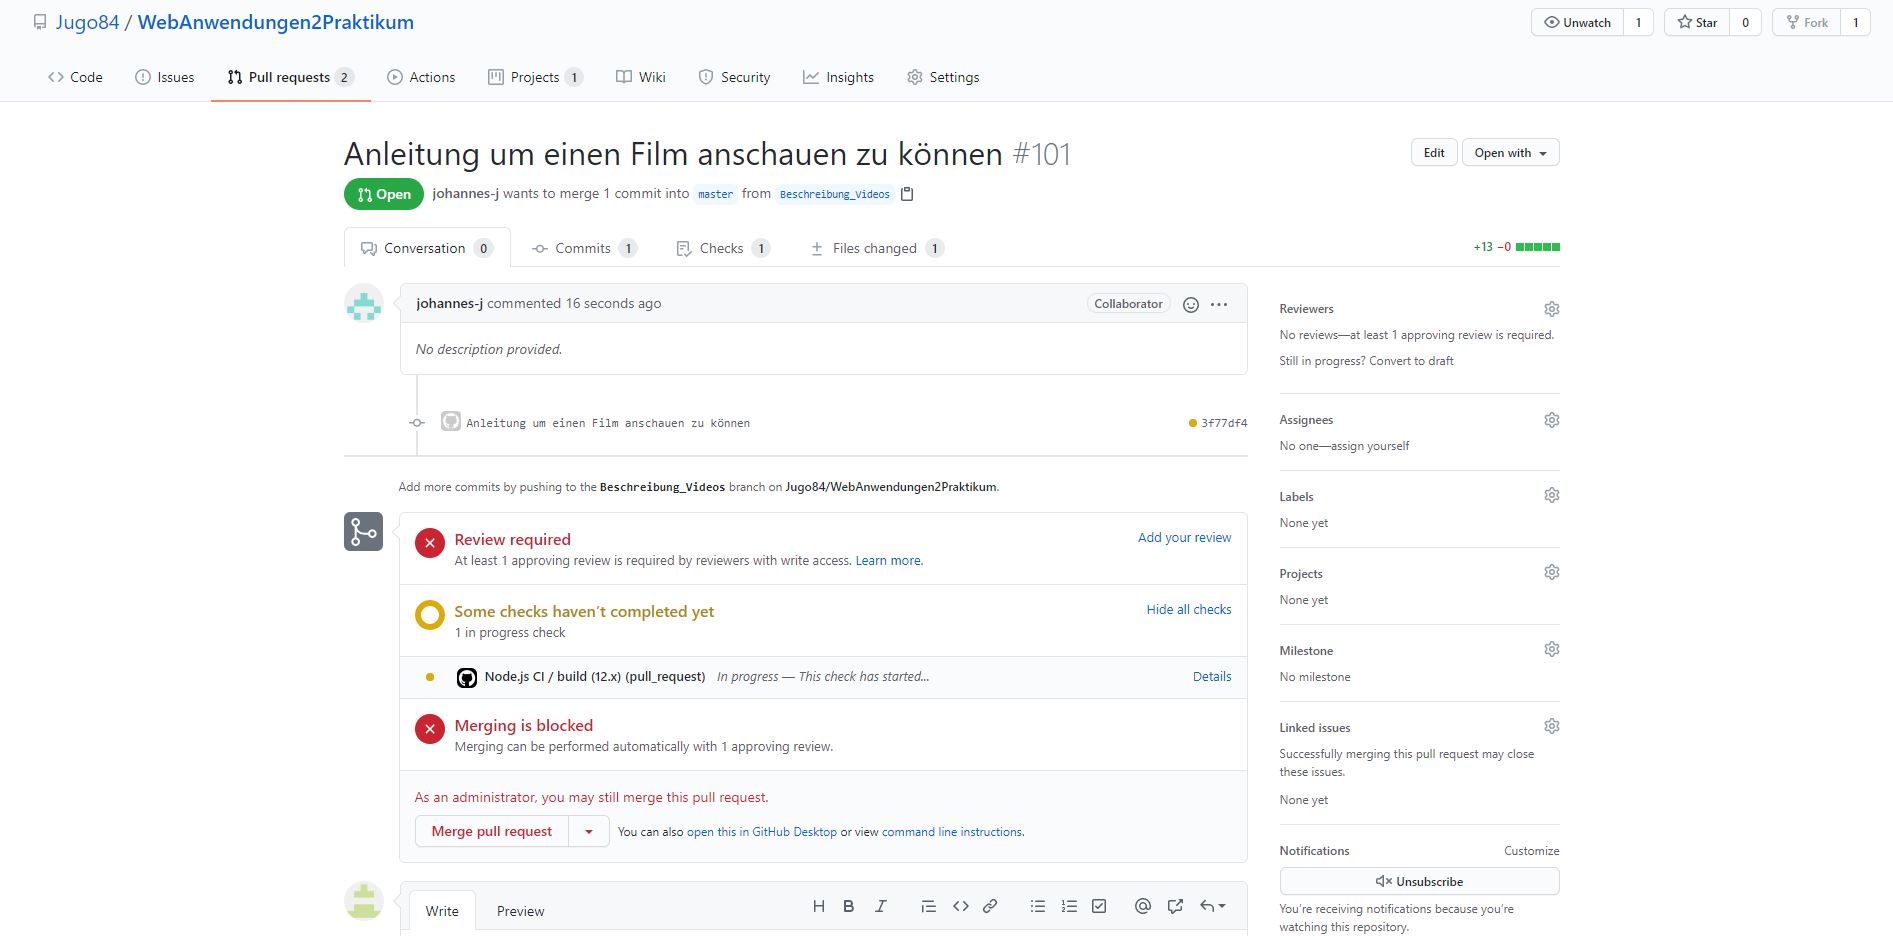 Jugo84 / WebAnwendungen2Praktikum
Unwatch 1 Star 0 Fork 1
Code Issues Pull requests 2 Actions Projects 1 Wiki Security Insights Settings
Anleitung um einen Film anschauen zu können #101
Edit Open with
Open johannes-j wants to merge 1 commit into master from Beschreibung_Videos
Conversation 0 Commits 1 Checks 1 Files changed 1
+13 −0
johannes-j commented 16 seconds ago
Collaborator
No description provided.
Anleitung um einen Film anschauen zu können
3f77df4
Add more commits by pushing to the Beschreibung_Videos branch on Jugo84/WebAnwendungen2Praktikum.
Review required
Add your review
At least 1 approving review is required by reviewers with write access. Learn more.
Some checks haven’t completed yet
Hide all checks
1 in progress check
Node.js CI / build (12.x) (pull_request) In progress — This check has started...
Details
Merging is blocked
Merging can be performed automatically with 1 approving review.
As an administrator, you may still merge this pull request.
Merge pull request
You can also open this in GitHub Desktop or view command line instructions.
Write Preview
H B I
Reviewers
No reviews—at least 1 approving review is required.
Still in progress? Convert to draft
Assignees
No one—assign yourself
Labels
None yet
Projects
None yet
Milestone
No milestone
Linked issues
Successfully merging this pull request may close
these issues.
None yet
Notifications Customize
Unsubscribe
You’re receiving notifications because you’re
watching this repository.